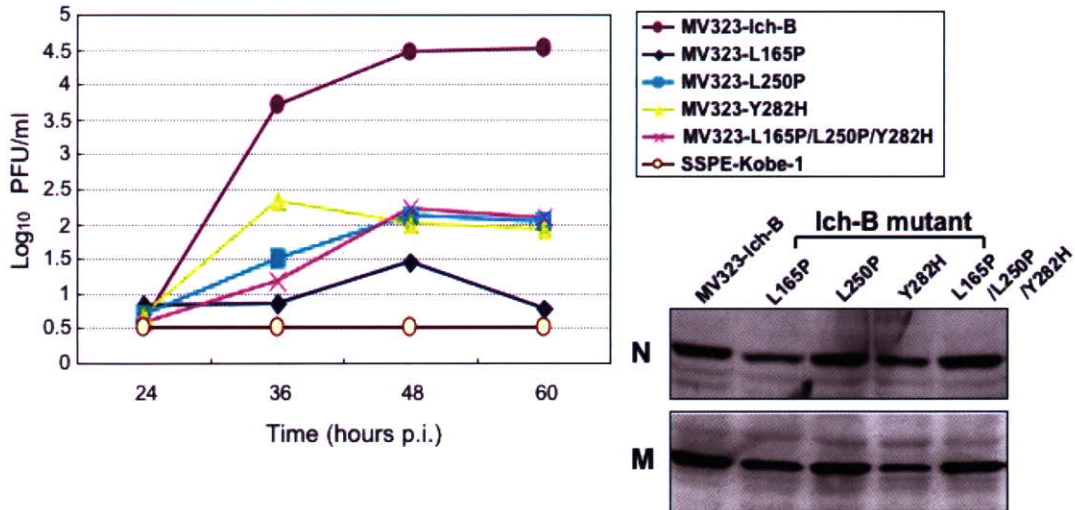 5
4.5
4
3.5
3
2.5
2
1.5
1
0.5
0
Log10 PFU/ml
24 36 48 60
Time (hours p.i.)
MV323-Ich-B
MV323-L165P
MV323-L250P
MV323-Y282H
MV323-L165P/L250P/Y282H
SSPE-Kobe-1
Ich-B mutant
MV323-Ich-B
L165P
L250P
Y282H
L165P
/L250P
/Y282H
N
M